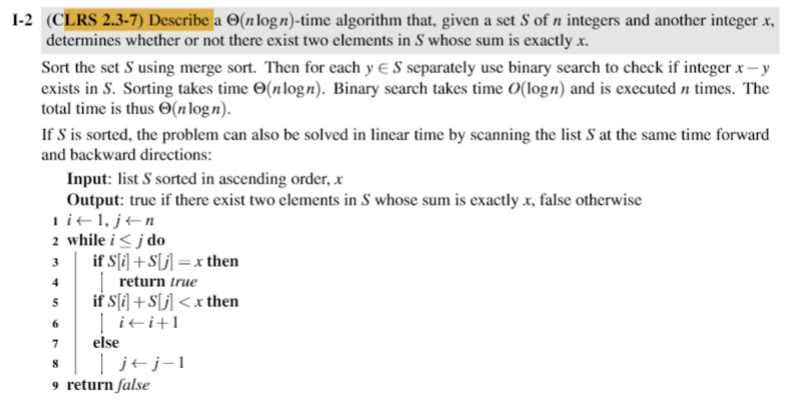 I-2 (CLRS 2.3-7) Describe a Θ(n log n)-time algorithm that, given a set S of n integers and another integer x,
determines whether or not there exist two elements in S whose sum is exactly x.
Sort the set S using merge sort. Then for each y ∈ S separately use binary search to check if integer x − y
exists in S. Sorting takes time Θ(n log n). Binary search takes time O(log n) and is executed n times. The
total time is thus Θ(n log n).
If S is sorted, the problem can also be solved in linear time by scanning the list S at the same time forward
and backward directions:
Input: list S sorted in ascending order, x
Output: true if there exist two elements in S whose sum is exactly x, false otherwise
1 i ← 1, j ← n
2 while i ≤ j do
3 if S[i] + S[j] = x then
4 return true
5 if S[i] + S[j] < x then
6 i ← i + 1
7 else
8 j ← j − 1
9 return false